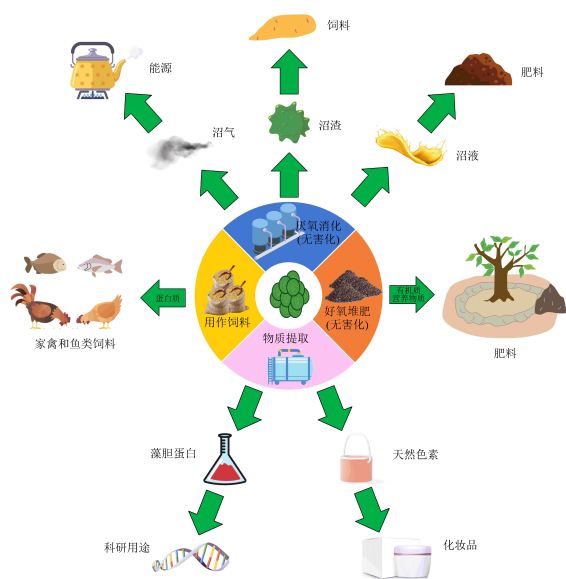 饲料
能源
沼气
沼渣
肥料
沼液
厌氧消化
(无害化)
用作饲料
好氧堆肥
(无害化)
物质提取
蛋白质
有机质
营养物质
家禽和鱼类饲料
肥料
藻胆蛋白
天然色素
科研用途
化妆品